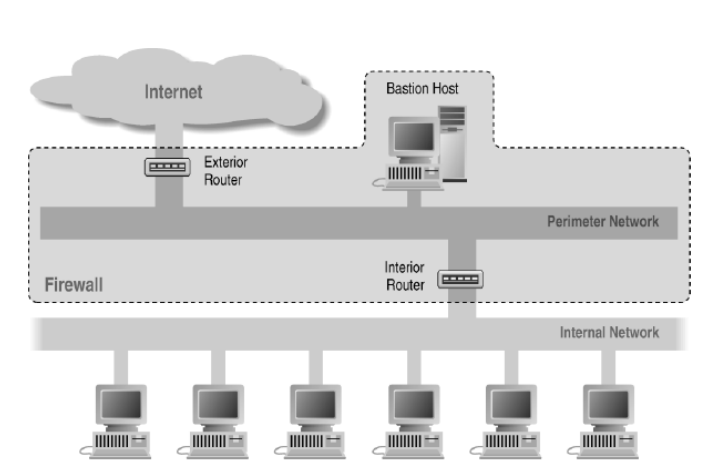 Internet
Bastion Host
Exterior
Router
Perimeter Network
Interior
Router
Firewall
Internal Network